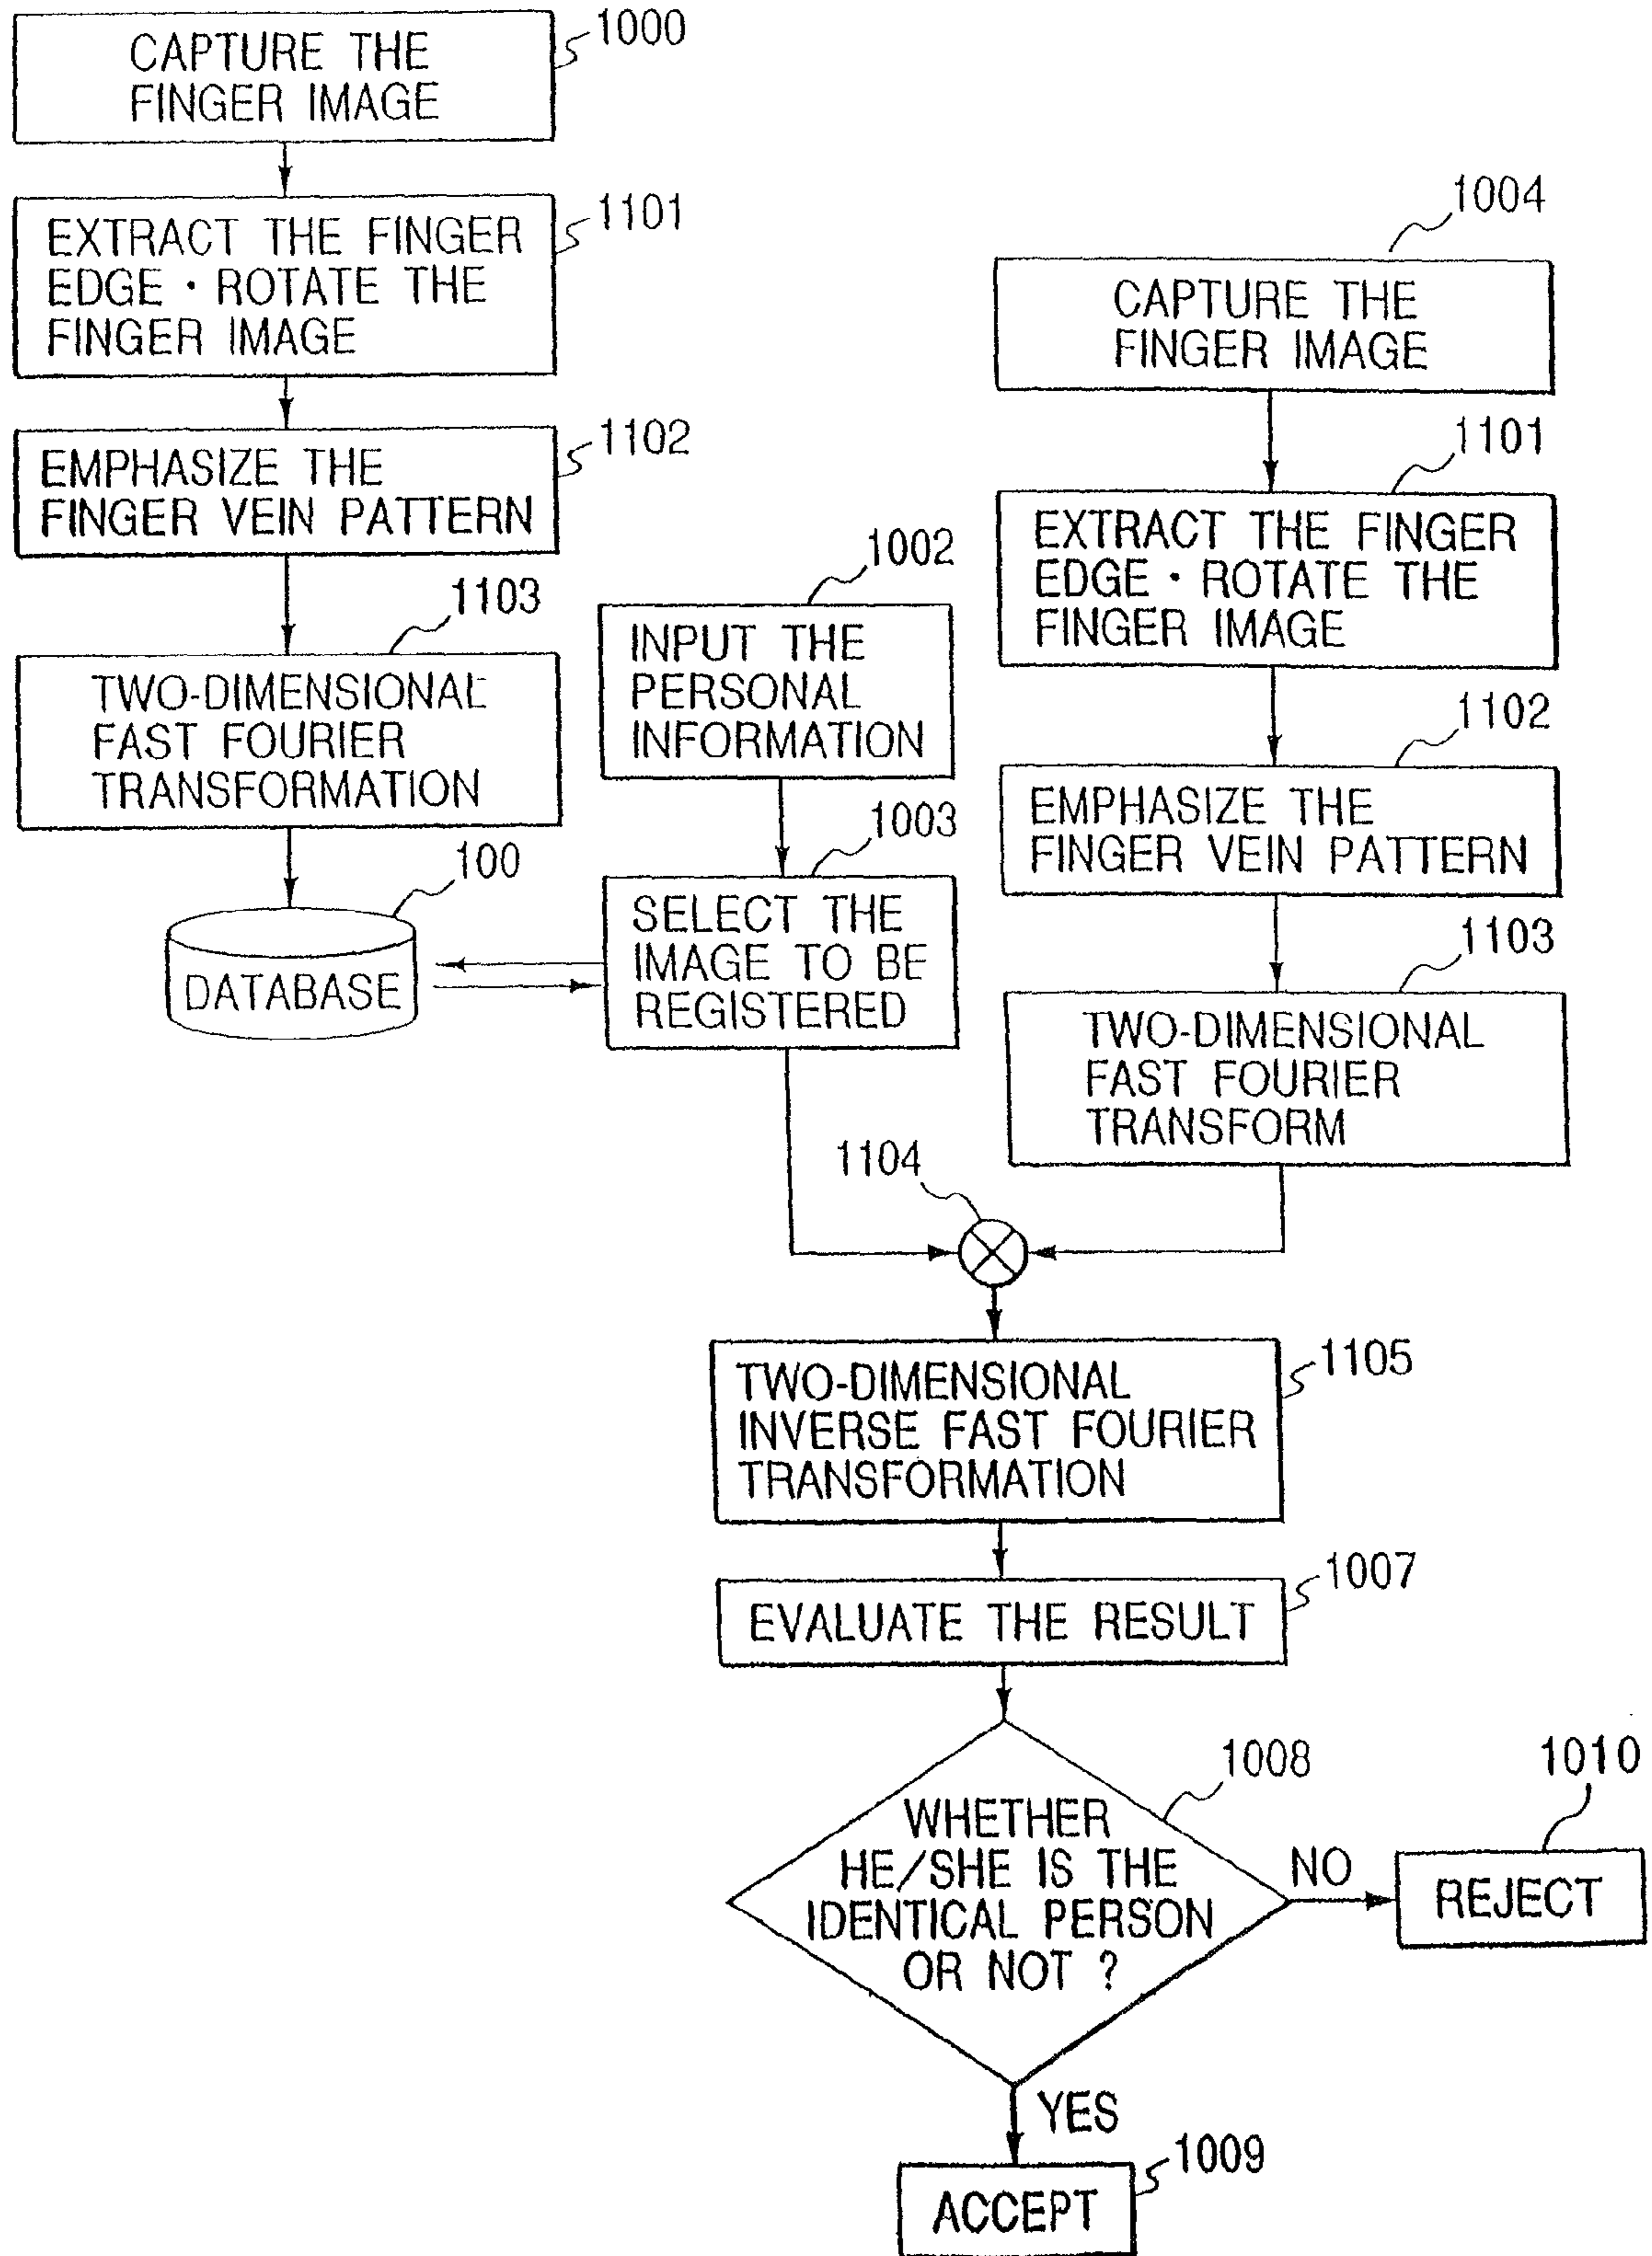 CAPTURE THE
FINGER IMAGE
1000
EXTRACT THE FINGER
EDGE・ROTATE THE
FINGER IMAGE
1101
EMPHASIZE THE
FINGER VEIN PATTERN
1102
TWO-DIMENSIONAL
FAST FOURIER
TRANSFORMATION
1103
DATABASE
100
INPUT THE
PERSONAL
INFORMATION
1002
SELECT THE
IMAGE TO BE
REGISTERED
1003
CAPTURE THE
FINGER IMAGE
1004
EXTRACT THE FINGER
EDGE・ROTATE THE
FINGER IMAGE
1101
EMPHASIZE THE
FINGER VEIN PATTERN
1102
TWO-DIMENSIONAL
FAST FOURIER
TRANSFORM
1103
1104
TWO-DIMENSIONAL
INVERSE FAST FOURIER
TRANSFORMATION
1105
EVALUATE THE RESULT
1007
WHETHER
HE/SHE IS THE
IDENTICAL PERSON
OR NOT ?
1008
NO
REJECT
1010
YES
ACCEPT
1009